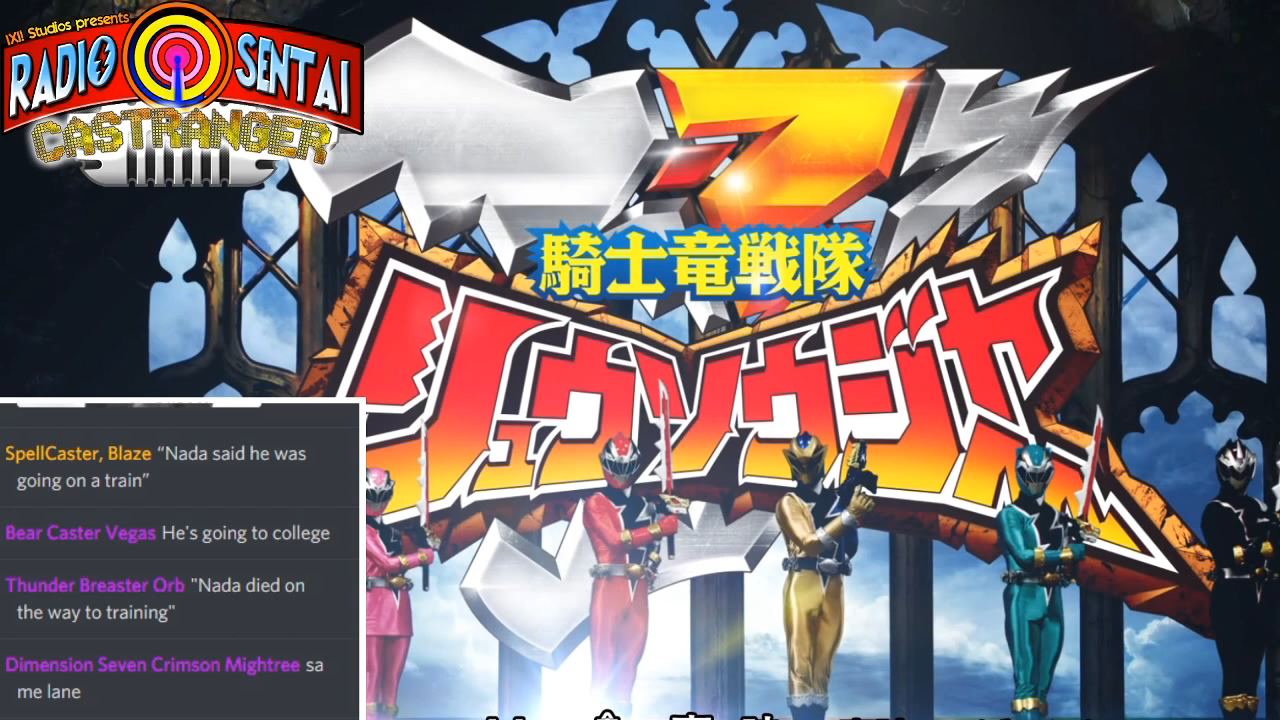 IXII Studios presents
RADIO SENTAI
CASTRANGER
騎士竜戦隊
リュウソウジャー
SpellCaster, Blaze “Nada said he was
going on a train”
Bear Caster Vegas He's going to college
Thunder Breaster Orb "Nada died on
the way to training"
Dimension Seven Crimson Mightree sa
me lane